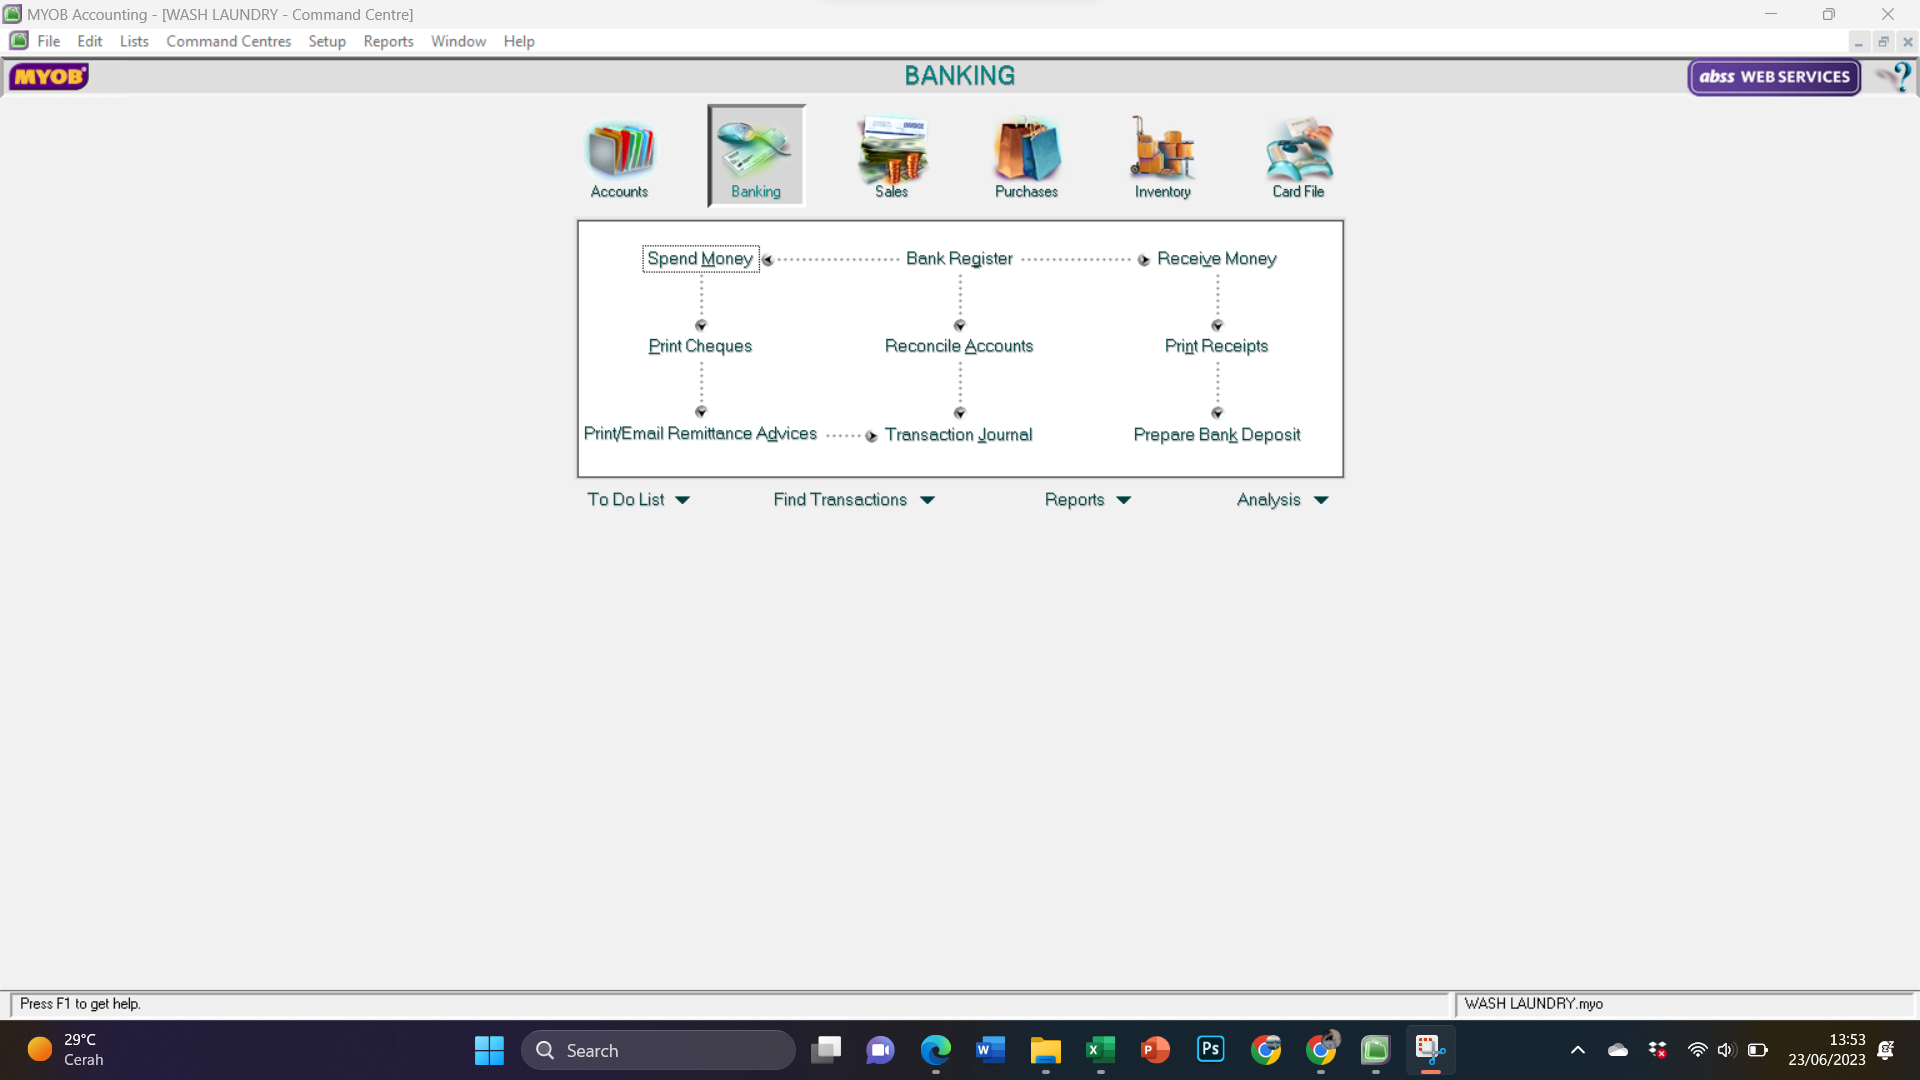 MYOB Accounting - [WASH LAUNDRY - Command Centre]
File Edit Lists Command Centres Setup Reports Window Help
MYOB BANKING abss WEB SERVICES ?
INVOICE
Accounts Banking Sales Purchases Inventory Card File
Spend Money Bank Register Receive Money
Print Cheques Reconcile Accounts Print Receipts
Print/Email Remittance Advices Transaction Journal Prepare Bank Deposit
To Do List Find Transactions Reports Analysis
Press F1 to get help. WASH LAUNDRY.myo
29°C
Cerah
Search
W
X
P
Ps
13:53
23/06/2023